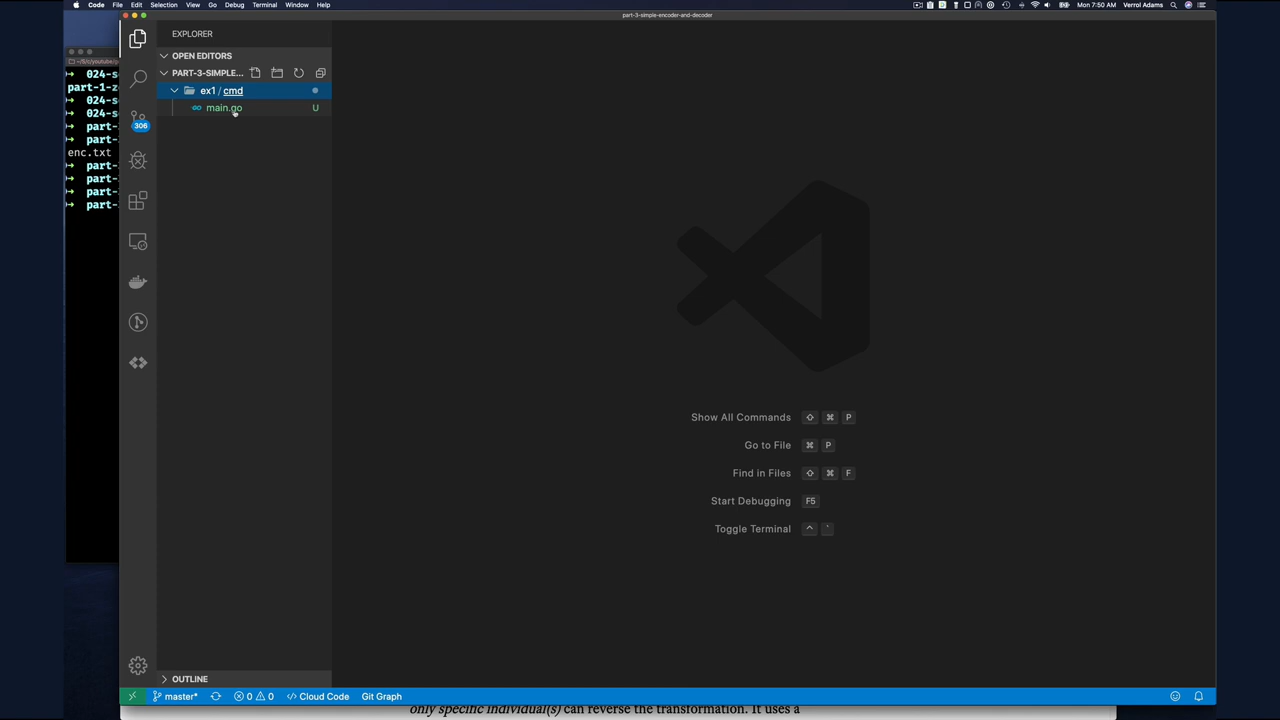 Code File Edit Selection View Go Debug Terminal Window Help
Mon 7:50 AM Verrol Adams
part-3-simple-encoder-and-decoder
EXPLORER
OPEN EDITORS
PART-3-SIMPLE...
ex1 / cmd
main.go U
306
024-s
part-1-z
024-s
024-s
part-
part-
enc.txt
part-
part-
part-
part-
Show All Commands ⇧ ⌘ P
Go to File ⌘ P
Find in Files ⇧ ⌘ F
Start Debugging F5
Toggle Terminal ^ `
OUTLINE
master* 0 0 Cloud Code Git Graph
only specific individual(s) can reverse the transformation. It uses a